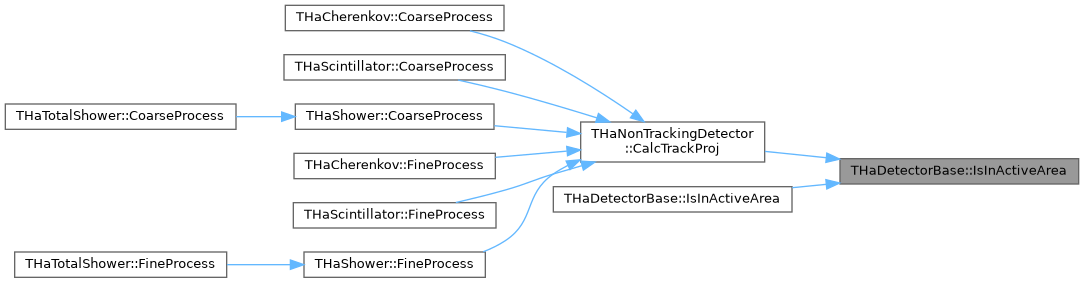 THaCherenkov::CoarseProcess
THaScintillator::CoarseProcess
THaTotalShower::CoarseProcess
THaShower::CoarseProcess
THaNonTrackingDetector
::CalcTrackProj
THaCherenkov::FineProcess
THaDetectorBase::IsInActiveArea
THaDetectorBase::IsInActiveArea
THaScintillator::FineProcess
THaTotalShower::FineProcess
THaShower::FineProcess